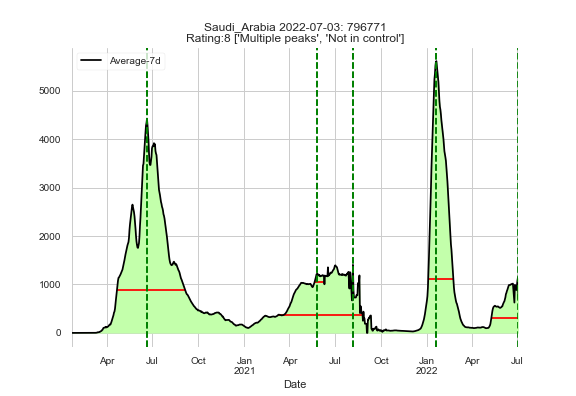 Saudi_Arabia 2022-07-03: 796771
Rating:8 ['Multiple peaks', 'Not in control']
Average-7d
5000
4000
3000
2000
1000
0
Apr Jul Oct Jan Apr Jul Oct Jan Apr Jul
2021 2022
Date